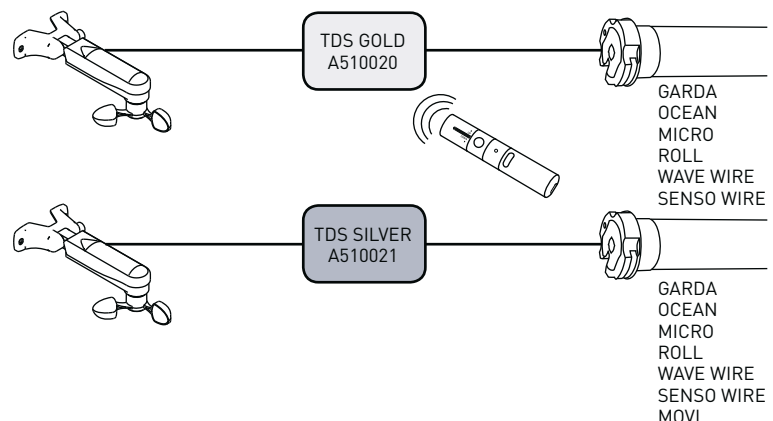 TDS GOLD
A510020
GARDA
OCEAN
MICRO
ROLL
WAVE WIRE
SENSO WIRE
TDS SILVER
A510021
GARDA
OCEAN
MICRO
ROLL
WAVE WIRE
SENSO WIRE
MOVI